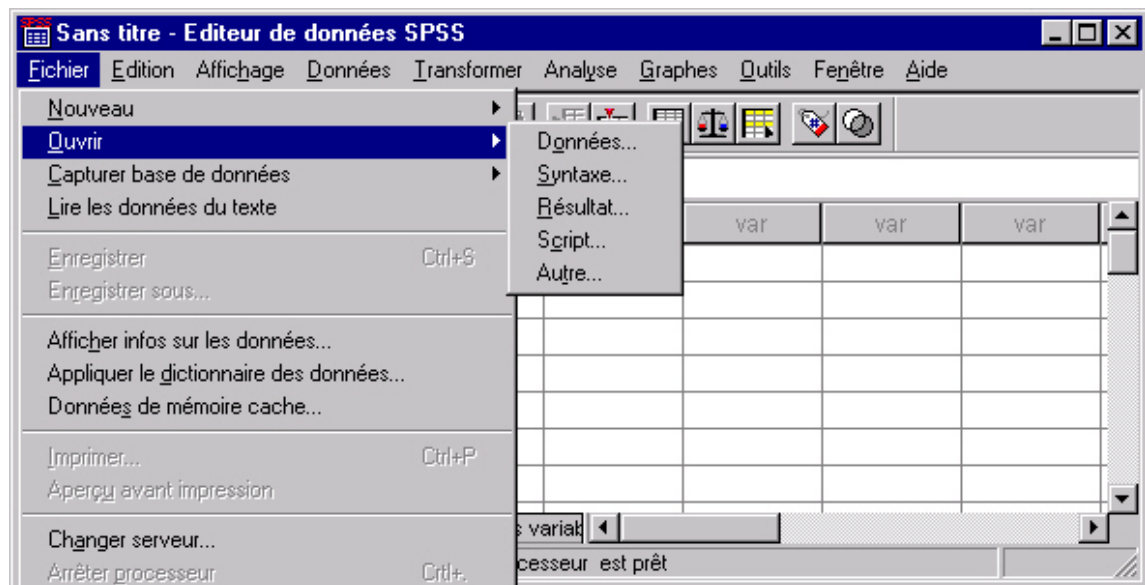 SPSS
Sans titre - Editeur de données SPSS
Fichier Edition Affichage Données Transformer Analyse Graphes Outils Fenêtre Aide
Nouveau
Ouvrir
Capturer base de données
Lire les données du texte
Enregistrer Ctrl+S
Enregistrer sous...
Afficher infos sur les données...
Appliquer le dictionnaire des données...
Données de mémoire cache...
Imprimer... Ctrl+P
Aperçu avant impression
Changer serveur...
Arrêter processeur Crtl+.
Données...
Syntaxe...
Résultat...
Script...
Autre...
var var var
s variab
cesseur est prêt